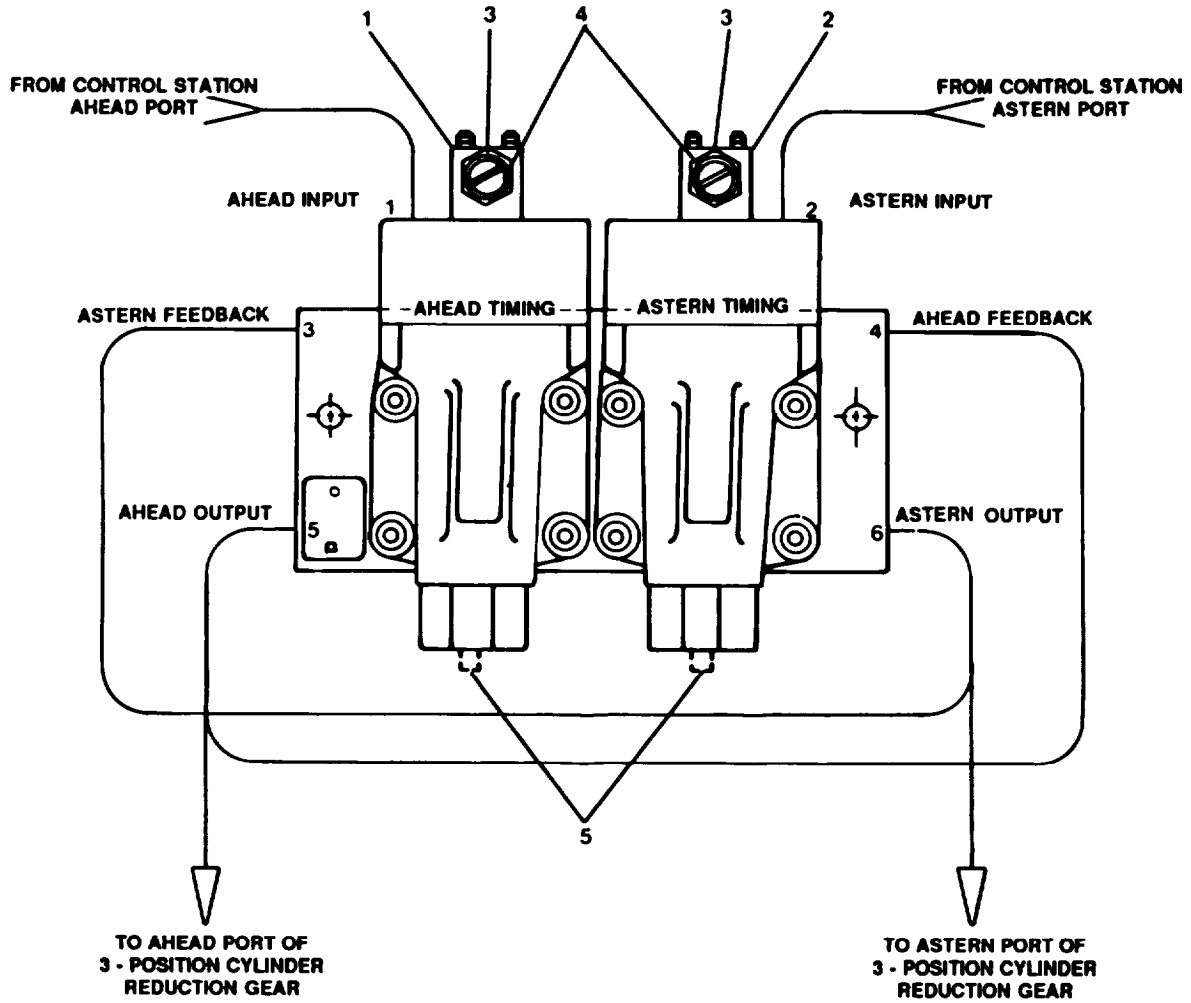 1
3
4
3
2
FROM CONTROL STATION
AHEAD PORT
FROM CONTROL STATION
ASTERN PORT
AHEAD INPUT
1
2
ASTERN INPUT
ASTERN FEEDBACK
3
AHEAD TIMING
ASTERN TIMING
4
AHEAD FEEDBACK
AHEAD OUTPUT
5
6
ASTERN OUTPUT
5
TO AHEAD PORT OF
3 - POSITION CYLINDER
REDUCTION GEAR
TO ASTERN PORT OF
3 - POSITION CYLINDER
REDUCTION GEAR